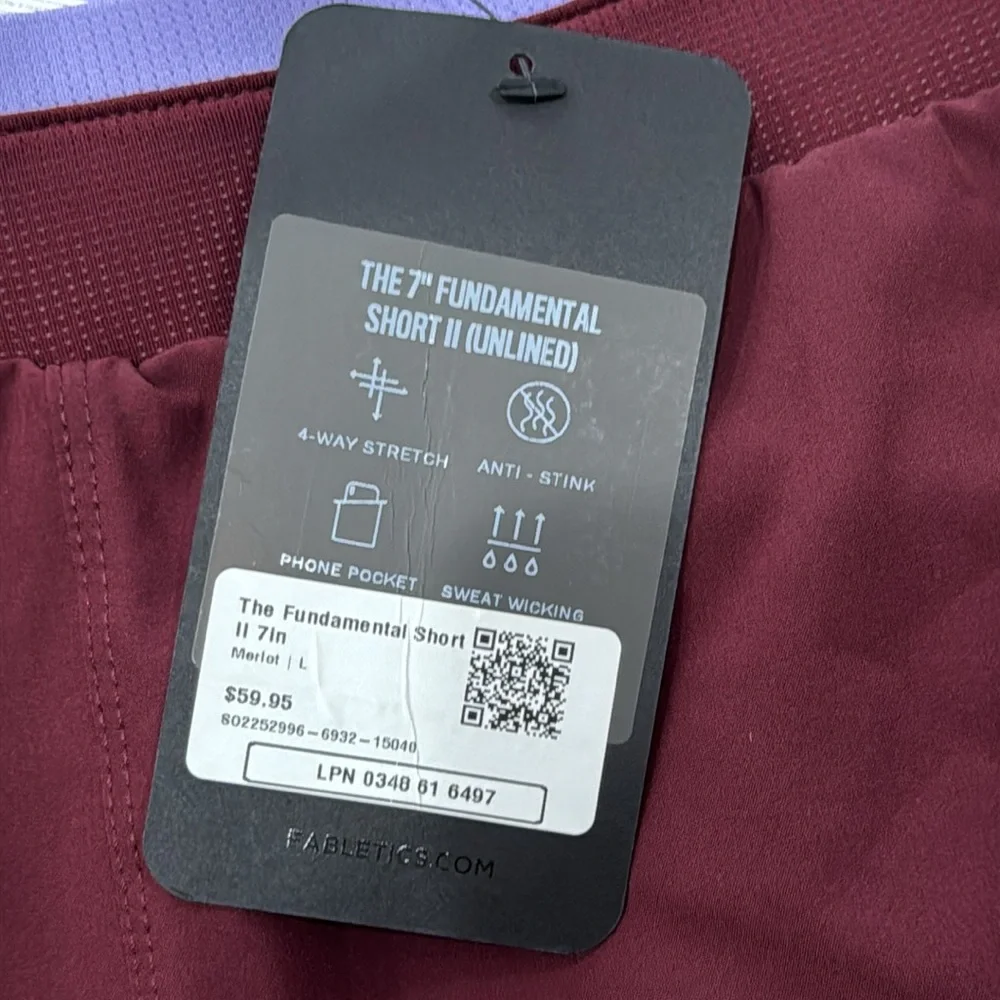 THE 7" FUNDAMENTAL
SHORT II (UNLINED)
4-WAY STRETCH
ANTI - STINK
PHONE POCKET
SWEAT WICKING
The Fundamental Short
II 7in
Merlot | L
$59.95
802252996-6932-15040
LPN 0348 61 6497
FABLETICS.COM